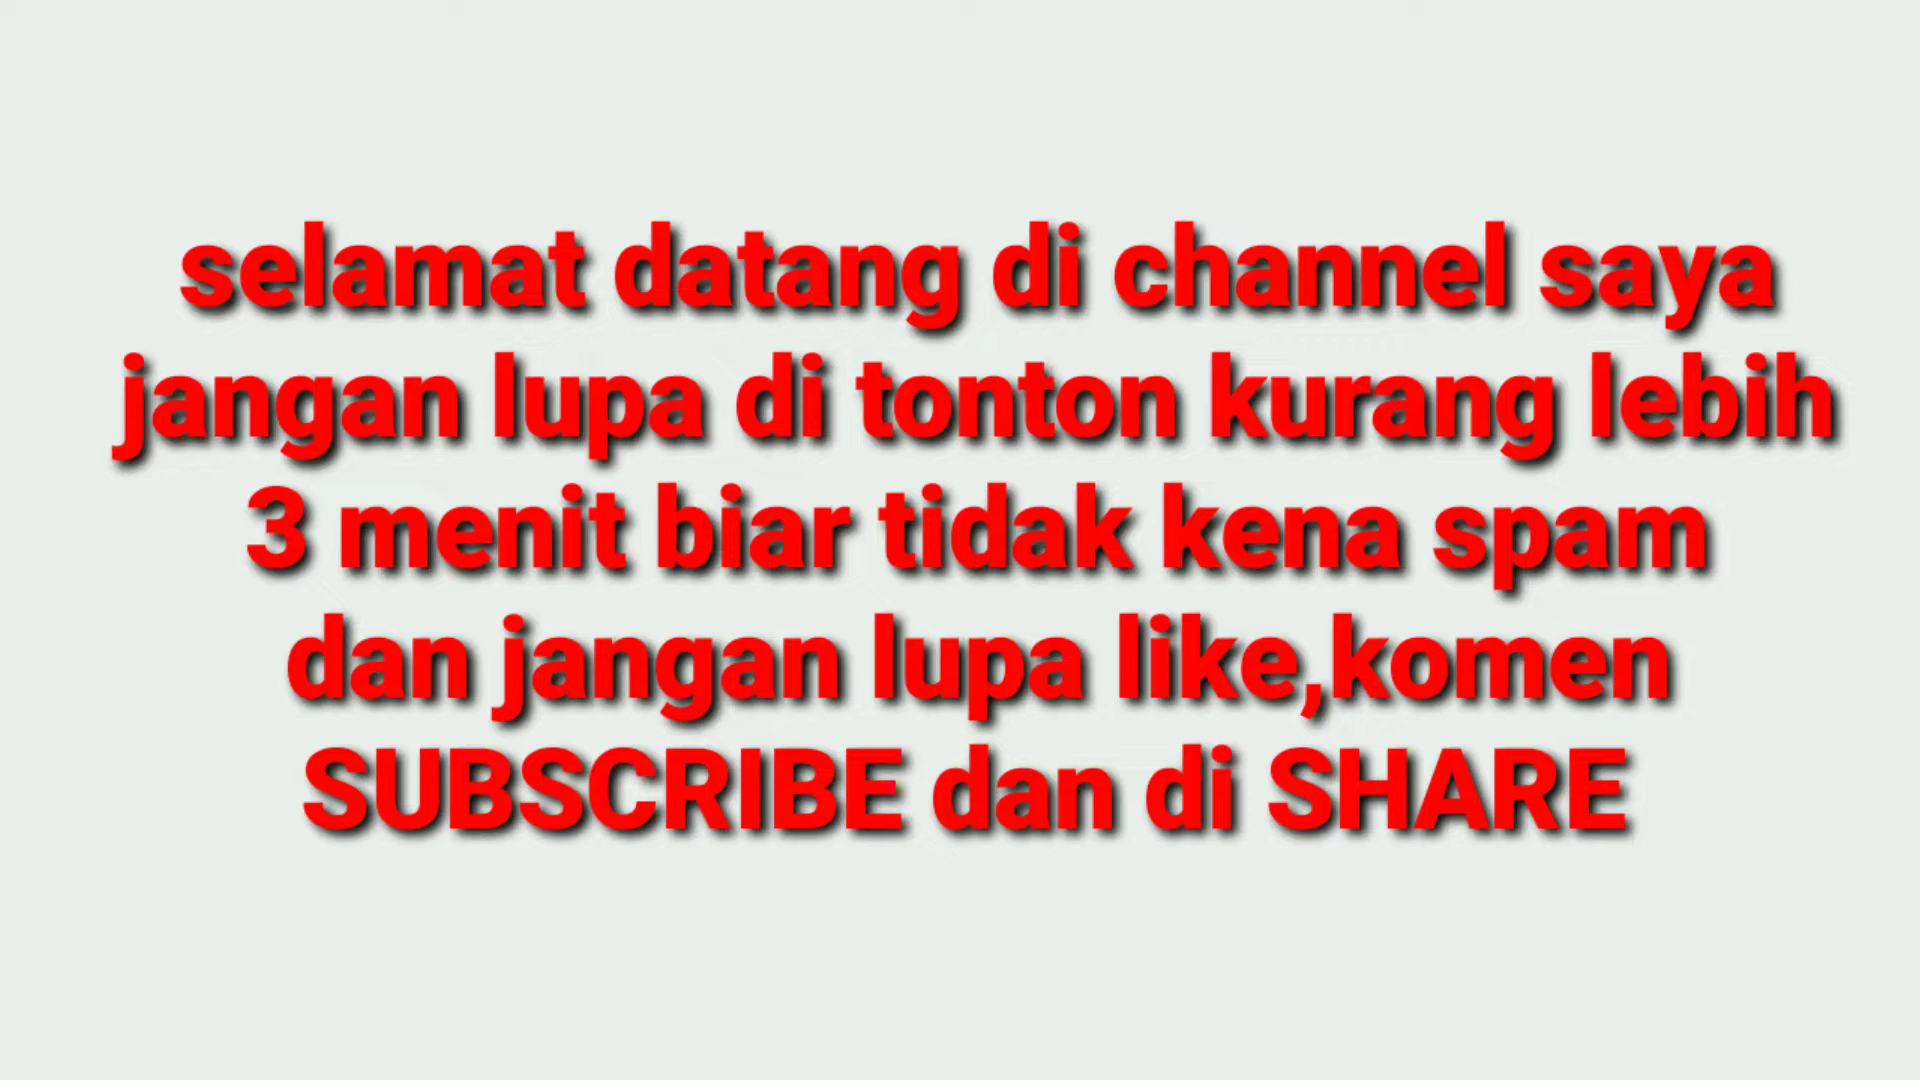 selamat datang di channel saya
jangan lupa di tonton kurang lebih
3 menit biar tidak kena spam
dan jangan lupa like,komen
SUBSCRIBE dan di SHARE